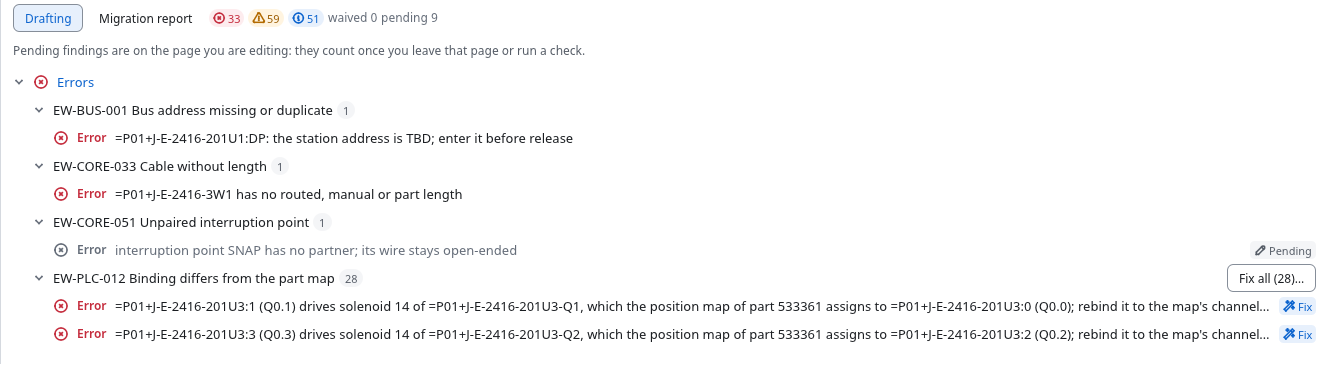 Drafting Migration report 33 59 51 waived 0 pending 9
Pending findings are on the page you are editing: they count once you leave that page or run a check.
Errors
EW-BUS-001 Bus address missing or duplicate 1
Error =P01+J-E-2416-201U1:DP: the station address is TBD; enter it before release
EW-CORE-033 Cable without length 1
Error =P01+J-E-2416-3W1 has no routed, manual or part length
EW-CORE-051 Unpaired interruption point 1
Error interruption point SNAP has no partner; its wire stays open-ended Pending
EW-PLC-012 Binding differs from the part map 28 Fix all (28)...
Error =P01+J-E-2416-201U3:1 (Q0.1) drives solenoid 14 of =P01+J-E-2416-201U3-Q1, which the position map of part 533361 assigns to =P01+J-E-2416-201U3:0 (Q0.0); rebind it to the map's channel... Fix
Error =P01+J-E-2416-201U3:3 (Q0.3) drives solenoid 14 of =P01+J-E-2416-201U3-Q2, which the position map of part 533361 assigns to =P01+J-E-2416-201U3:2 (Q0.2); rebind it to the map's channel... Fix